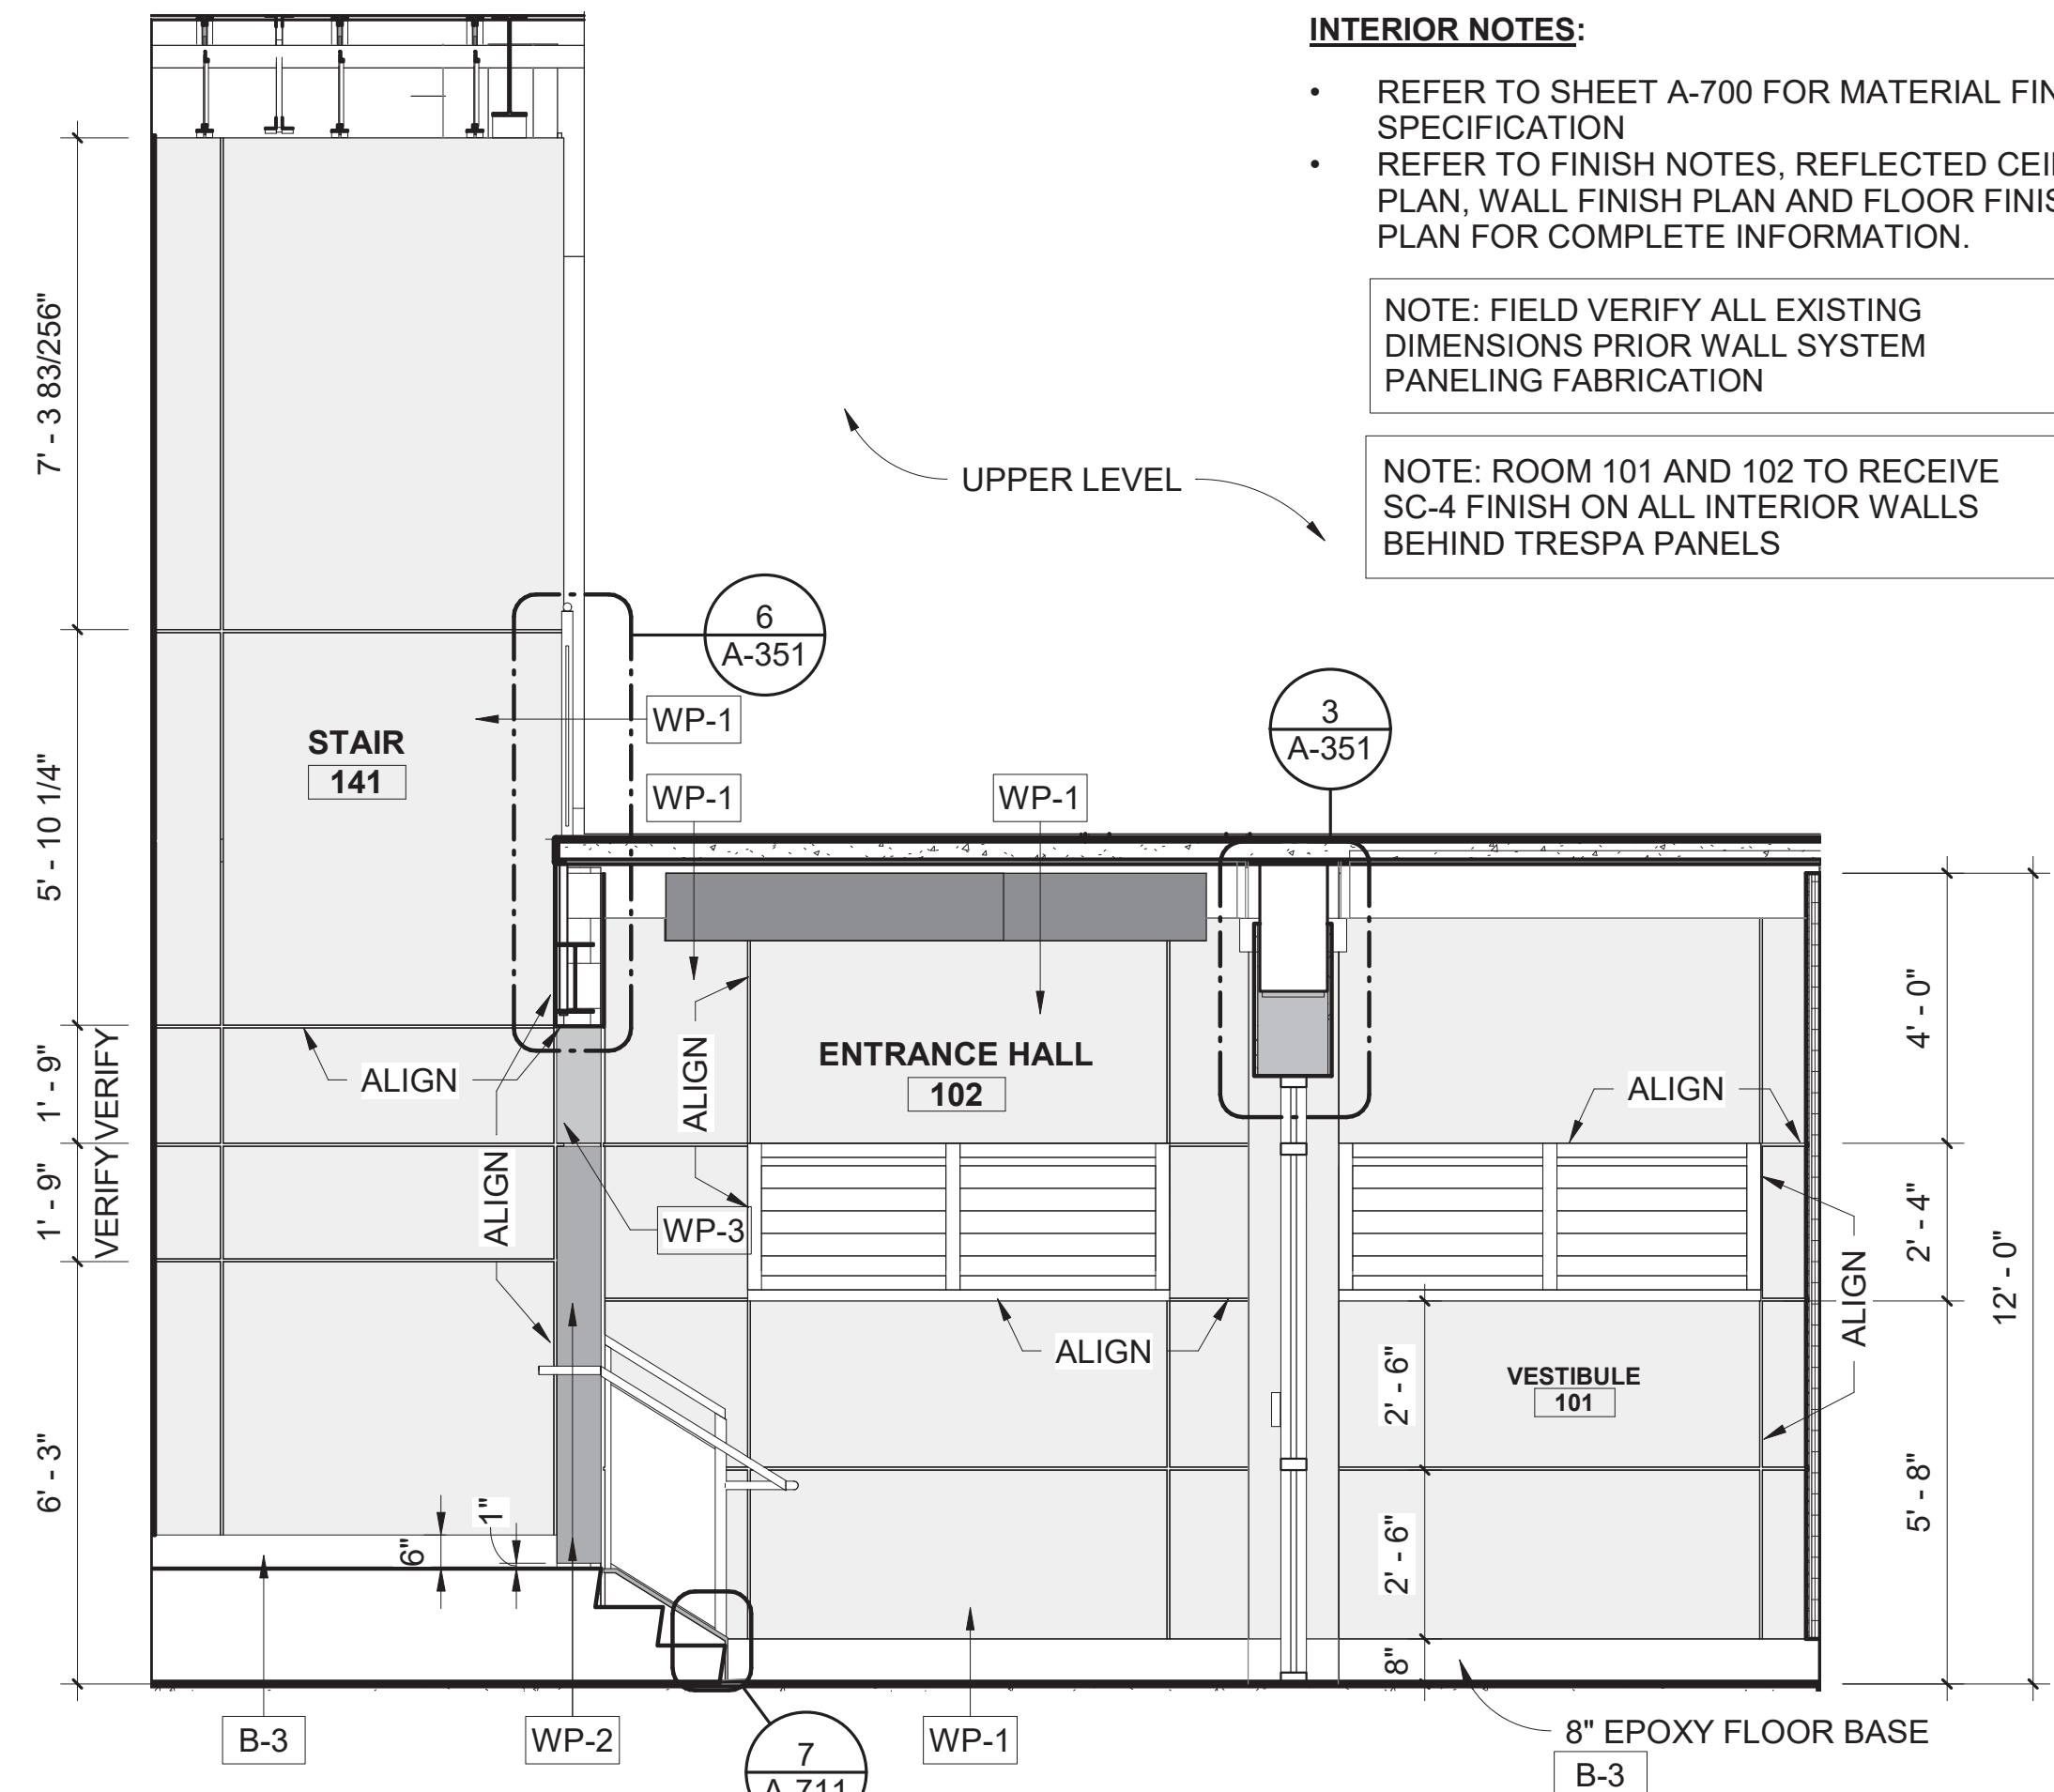 INTERIOR NOTES:
• REFER TO SHEET A-700 FOR MATERIAL
SPECIFICATION
• REFER TO FINISH NOTES, REFLECTED
PLAN, WALL FINISH PLAN AND FLOOR
PLAN FOR COMPLETE INFORMATION.
NOTE: FIELD VERIFY ALL EXISTING
DIMENSIONS PRIOR WALL SYSTEM
PANELING FABRICATION
NOTE: ROOM 101 AND 102 TO RECEIVE
SC-4 FINISH ON ALL INTERIOR WALLS
BEHIND TRESPA PANELS
UPPER LEVEL
7' - 3 83/256"
5' - 10 1/4"
1' - 9"
VERIFY
1' - 9"
VERIFY
6' - 3"
6
A-351
3
A-351
WP-1
WP-1
WP-1
STAIR
141
ALIGN
ALIGN
ALIGN
ENTRANCE HALL
102
WP-3
ALIGN
ALIGN
ALIGN
VESTIBULE
101
4' - 0"
2' - 4"
5' - 8"
12' - 0"
2' - 6"
2' - 6"
8"
6"
1"
B-3
WP-2
7
A-711
WP-1
8" EPOXY FLOOR BASE
B-3